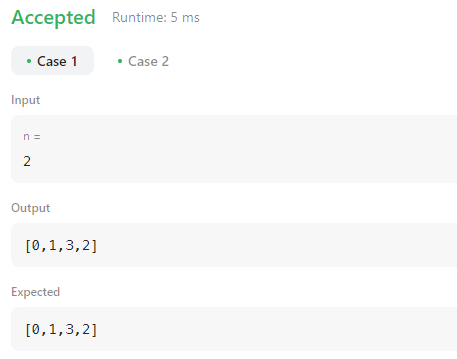 Accepted Runtime: 5 ms
• Case 1 • Case 2
Input
n =
2
Output
[0,1,3,2]
Expected
[0,1,3,2]